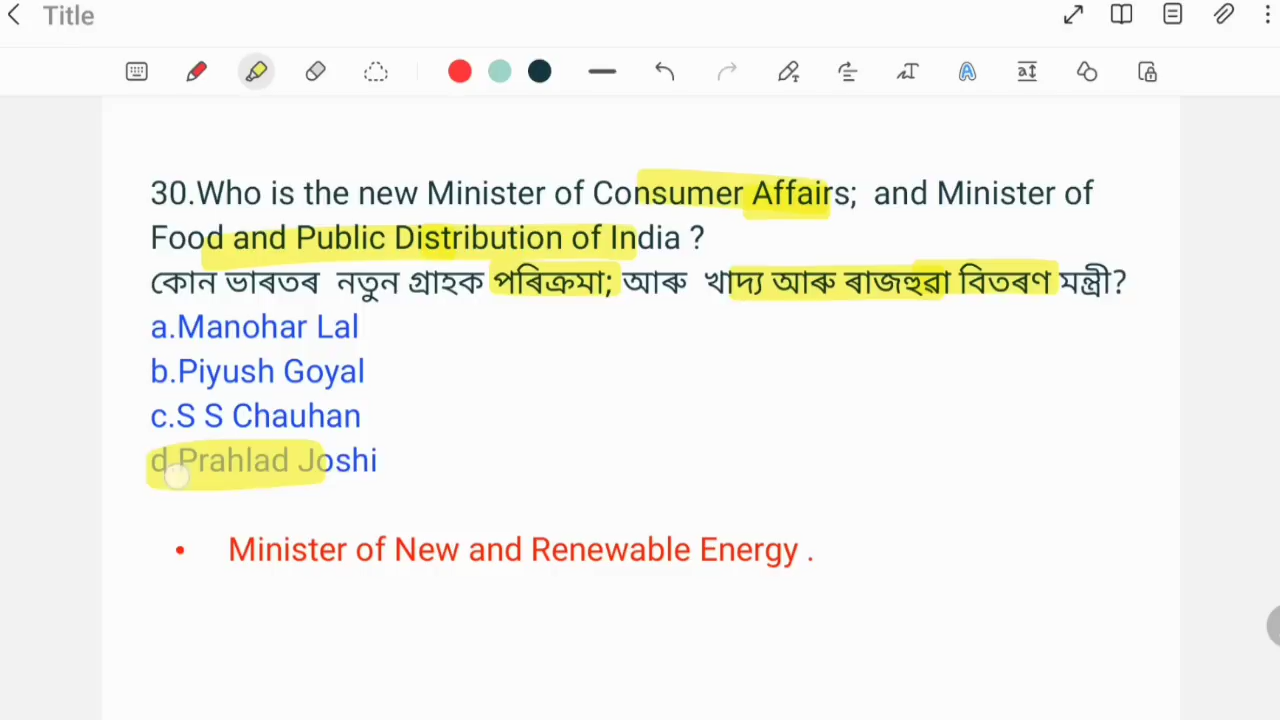 Title
30.Who is the new Minister of Consumer Affairs;  and Minister of
Food and Public Distribution of India ?
কোন ভাৰতৰ  নতুন গ্ৰাহক পৰিক্ৰমা; আৰু  খাদ্য আৰু ৰাজহুৱা বিতৰণ মন্ত্ৰী?
a.Manohar Lal
b.Piyush Goyal
c.S S Chauhan
d.Prahlad Joshi
• Minister of New and Renewable Energy .